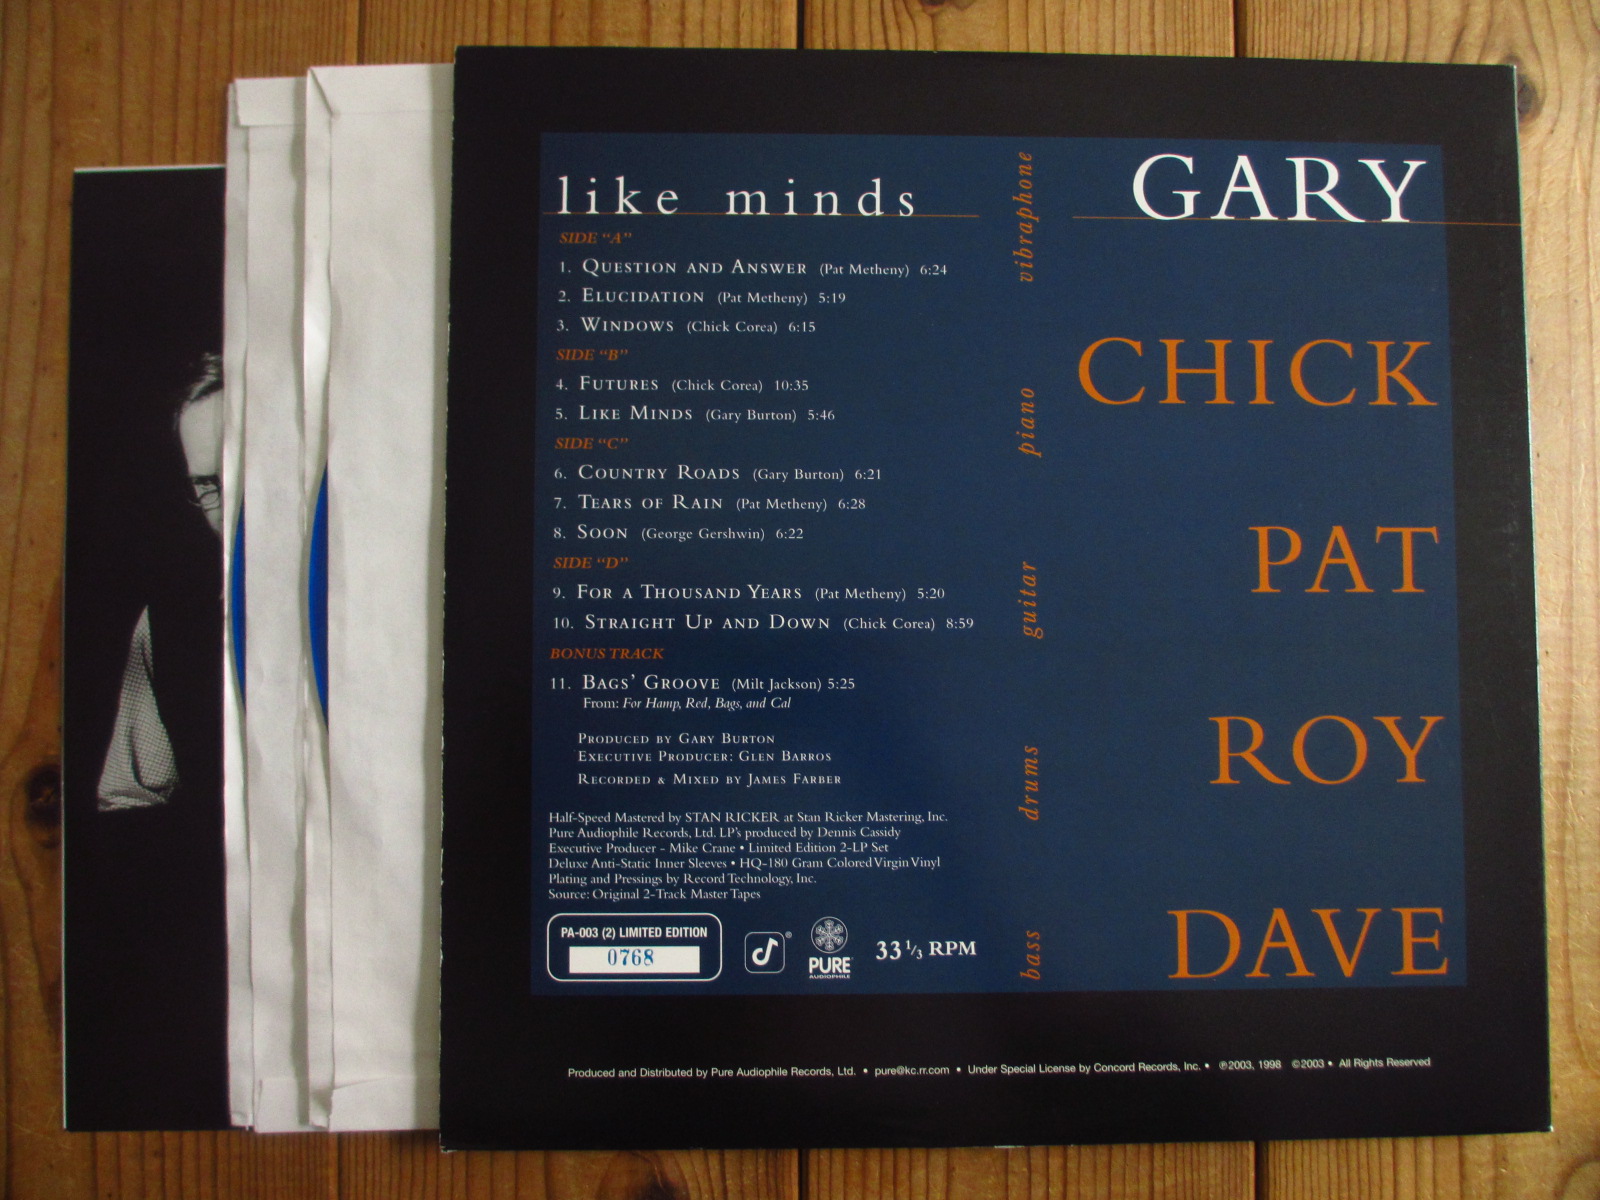 like minds
SIDE “A”
1. QUESTION AND ANSWER (Pat Metheny) 6:24
2. ELUCIDATION (Pat Metheny) 5:19
3. WINDOWS (Chick Corea) 6:15
SIDE “B”
4. FUTURES (Chick Corea) 10:35
5. LIKE MINDS (Gary Burton) 5:46
SIDE “C”
6. COUNTRY ROADS (Gary Burton) 6:21
7. TEARS OF RAIN (Pat Metheny) 6:28
8. SOON (George Gershwin) 6:22
SIDE “D”
9. FOR A THOUSAND YEARS (Pat Metheny) 5:20
10. STRAIGHT UP AND DOWN (Chick Corea) 8:59
BONUS TRACK
11. BAGS’ GROOVE (Milt Jackson) 5:25
From: For Hamp, Red, Bags, and Cal
PRODUCED BY GARY BURTON
EXECUTIVE PRODUCER: GLEN BARROS
RECORDED & MIXED BY JAMES FARBER
Half-Speed Mastered by STAN RICKER at Stan Ricker Mastering, Inc.
Pure Audiophile Records, Ltd. LP’s produced by Dennis Cassidy
Executive Producer - Mike Crane • Limited Edition 2-LP Set
Deluxe Anti-Static Inner Sleeves • HQ-180 Gram Colored Virgin Vinyl
Plating and Pressings by Record Technology, Inc.
Source: Original 2-Track Master Tapes
PA-003 (2) LIMITED EDITION
0768
®
PURE
AUDIOPHILE
33 1/3 RPM
vibraphone
GARY
piano
CHICK
guitar
PAT
drums
ROY
bass
DAVE
Produced and Distributed by Pure Audiophile Records, Ltd. • pure@kc.rr.com • Under Special License by Concord Records, Inc. • ℗2003, 1998 ©2003 • All Rights Reserved